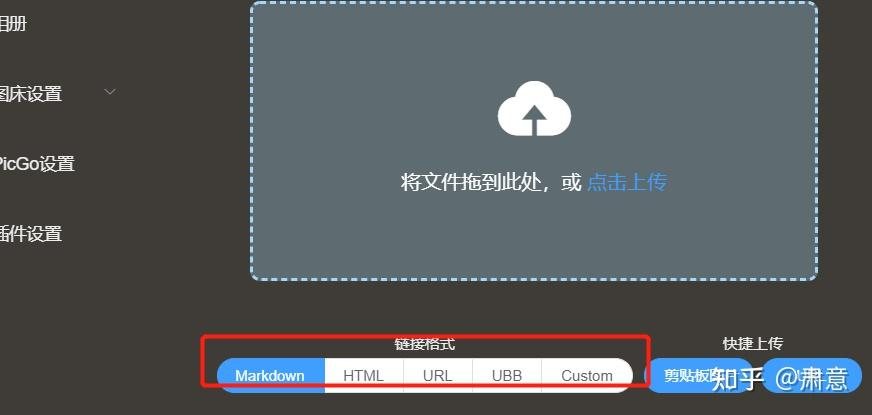 相册
图床设置
PicGo设置
插件设置
将文件拖到此处，或 点击上传
链接格式
快捷上传
Markdown
HTML
URL
UBB
Custom
剪贴板
知乎 @肃意